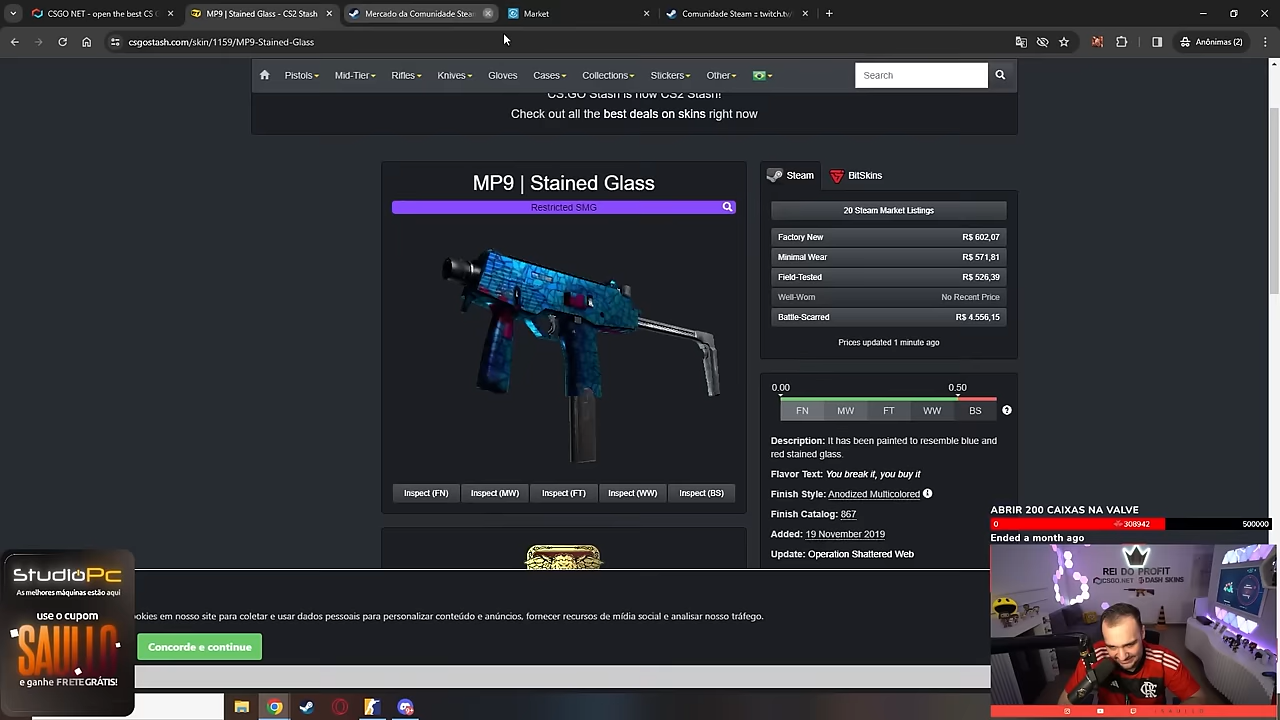 CSGO NET - open the best CS
MP9 | Stained Glass - CS2 Stash
Mercado da Comunidade Steam
Market
Comunidade Steam :: twitch.tv/
csgostash.com/skin/1159/MP9-Stained-Glass
Anônimas (2)
Pistols
Mid-Tier
Rifles
Knives
Gloves
Cases
Collections
Stickers
Other
Search
CS:GO Stash is now CS2 Stash!
Check out all the best deals on skins right now
MP9 | Stained Glass
Restricted SMG
Inspect (FN)
Inspect (MW)
Inspect (FT)
Inspect (WW)
Inspect (BS)
Steam
BitSkins
20 Steam Market Listings
Factory New R$ 602,07
Minimal Wear R$ 571,81
Field-Tested R$ 526,39
Well-Worn No Recent Price
Battle-Scarred R$ 4.556,15
Prices updated 1 minute ago
0.00 0.50
FN MW FT WW BS
Description: It has been painted to resemble blue and
red stained glass.
Flavor Text: You break it, you buy it
Finish Style: Anodized Multicolored
Finish Catalog: 867
Added: 19 November 2019
Update: Operation Shattered Web
ABRIR 200 CAIXAS NA VALVE
0 308942 500000
Ended a month ago
REI DO PROFIT
CSGO.NET DASH SKINS
STUDIOPC
As melhores máquinas estão aqui
use o cupom
SAULLO
e ganhe FRETE GRÁTIS!
okies em nosso site para coletar e usar dados pessoais para personalizar conteúdo e anúncios, fornecer recursos de mídia social e analisar nosso tráfego.
Concorde e continue